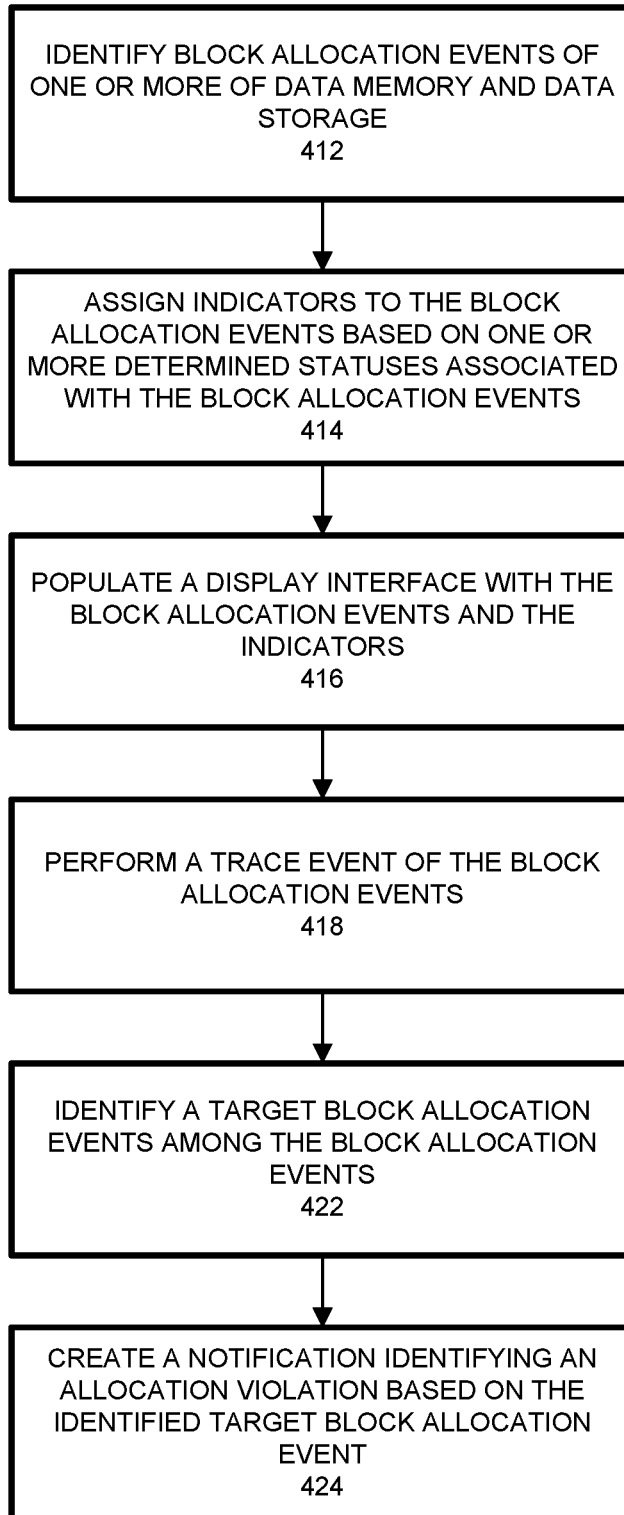 IDENTIFY BLOCK ALLOCATION EVENTS OF
ONE OR MORE OF DATA MEMORY AND DATA
STORAGE
412
ASSIGN INDICATORS TO THE BLOCK
ALLOCATION EVENTS BASED ON ONE OR
MORE DETERMINED STATUSES ASSOCIATED
WITH THE BLOCK ALLOCATION EVENTS
414
POPULATE A DISPLAY INTERFACE WITH THE
BLOCK ALLOCATION EVENTS AND THE
INDICATORS
416
PERFORM A TRACE EVENT OF THE BLOCK
ALLOCATION EVENTS
418
IDENTIFY A TARGET BLOCK ALLOCATION
EVENTS AMONG THE BLOCK ALLOCATION
EVENTS
422
CREATE A NOTIFICATION IDENTIFYING AN
ALLOCATION VIOLATION BASED ON THE
IDENTIFIED TARGET BLOCK ALLOCATION
EVENT
424